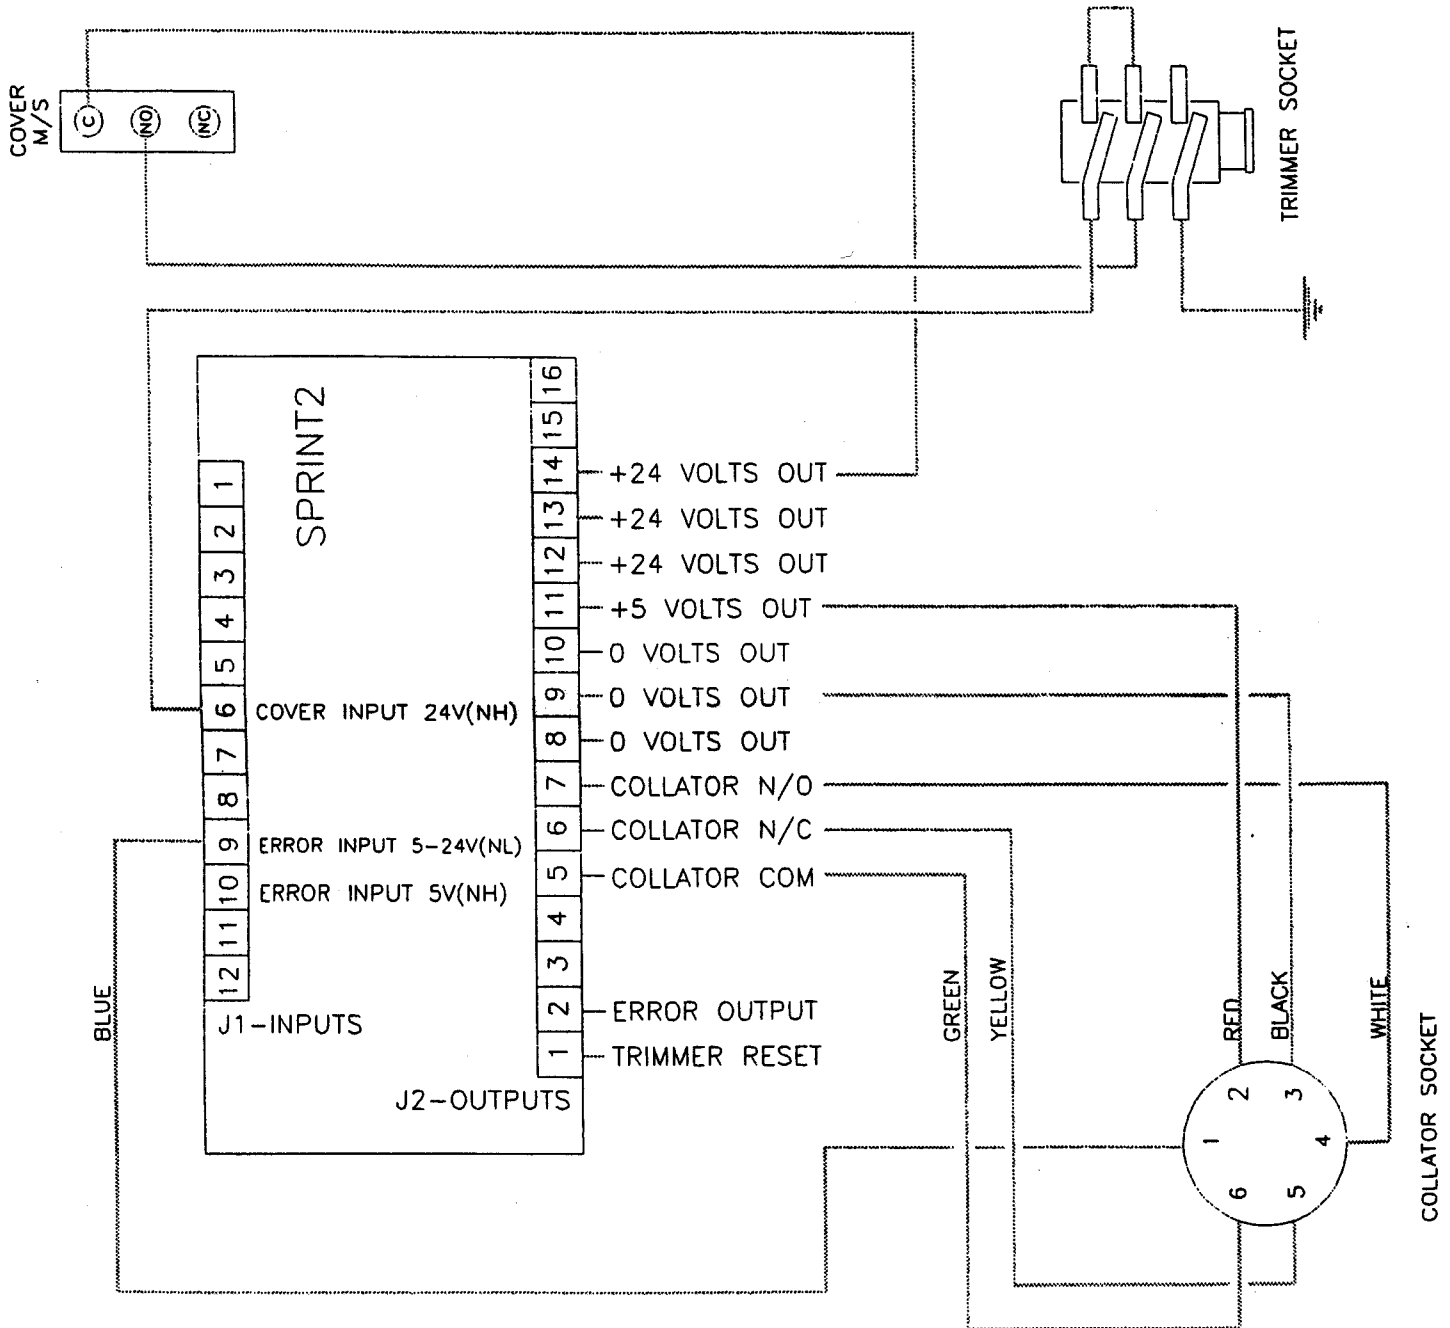 COVER
M/S
C
NO
NC
TRIMMER SOCKET
SPRINT2
1
2
3
4
5
6
7
8
9
10
11
12
COVER INPUT 24V(NH)
ERROR INPUT 5-24V(NL)
ERROR INPUT 5V(NH)
J1-INPUTS
16
15
14 +24 VOLTS OUT
13 +24 VOLTS OUT
12 +24 VOLTS OUT
11 +5 VOLTS OUT
10 0 VOLTS OUT
9 0 VOLTS OUT
8 0 VOLTS OUT
7 COLLATOR N/O
6 COLLATOR N/C
5 COLLATOR COM
4
3
2 ERROR OUTPUT
1 TRIMMER RESET
J2-OUTPUTS
BLUE
GREEN
YELLOW
RED
BLACK
WHITE
1
2
3
4
5
6
COLLATOR SOCKET